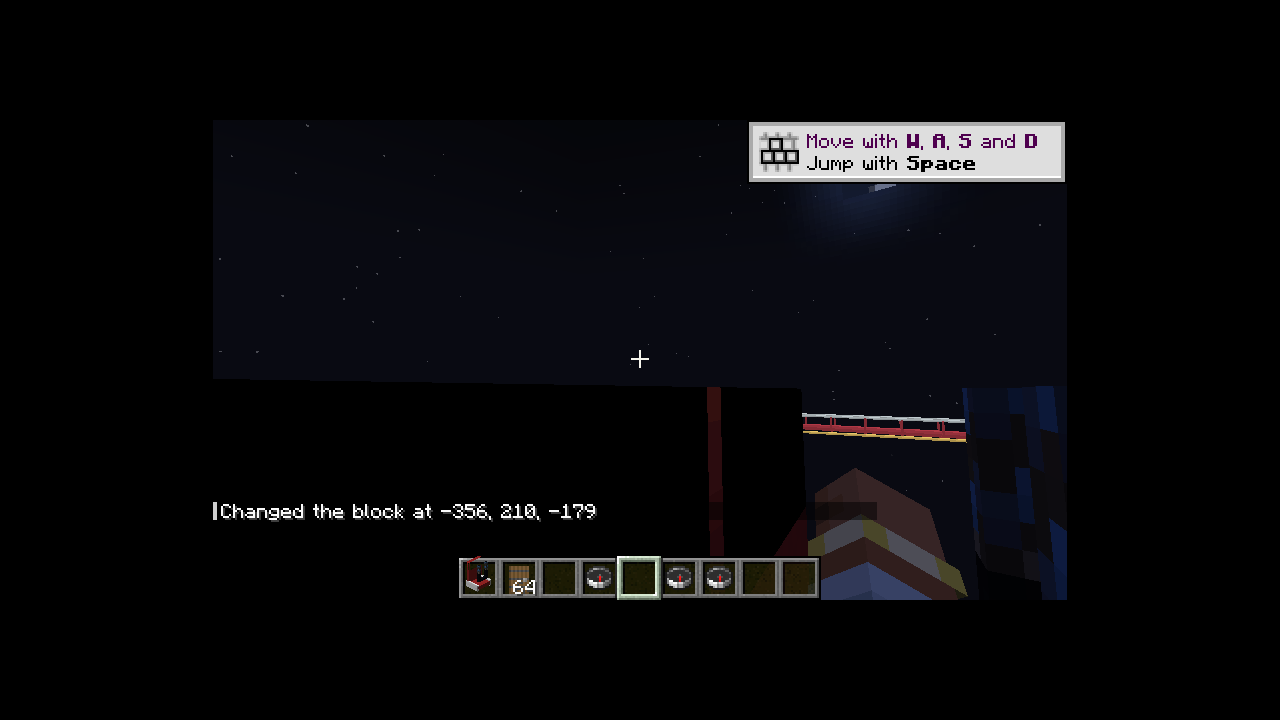 Move with W, A, S and D
Jump with Space
Changed the block at -356, 210, -179
64